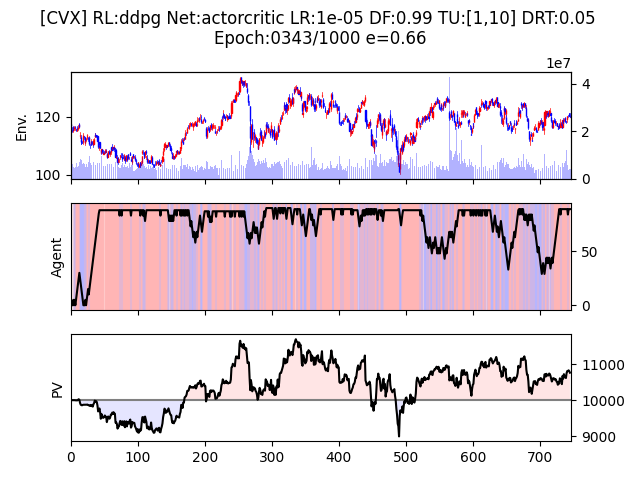 [CVX] RL:ddpg Net:actorcritic LR:1e-05 DF:0.99 TU:[1,10] DRT:0.05
Epoch:0343/1000 e=0.66
1e7
Env.
120
100
4
2
0
Agent
50
0
PV
11000
10000
9000
0 100 200 300 400 500 600 700